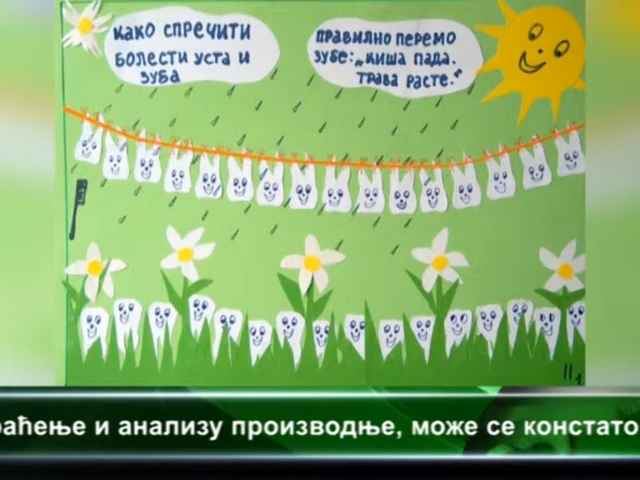 како спречити
болести уста и
зуба
правилно перемо
зубе:„киша пада.
трава расте.“
II1
раћење и анализу производње, може се констато